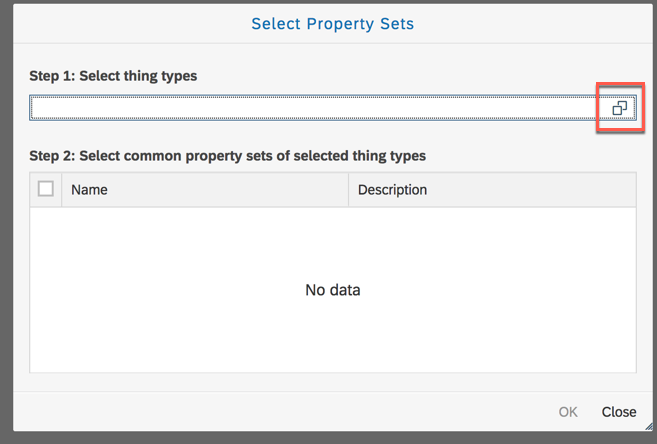 Select Property Sets
Step 1: Select thing types
Step 2: Select common property sets of selected thing types
Name Description
No data
OK Close